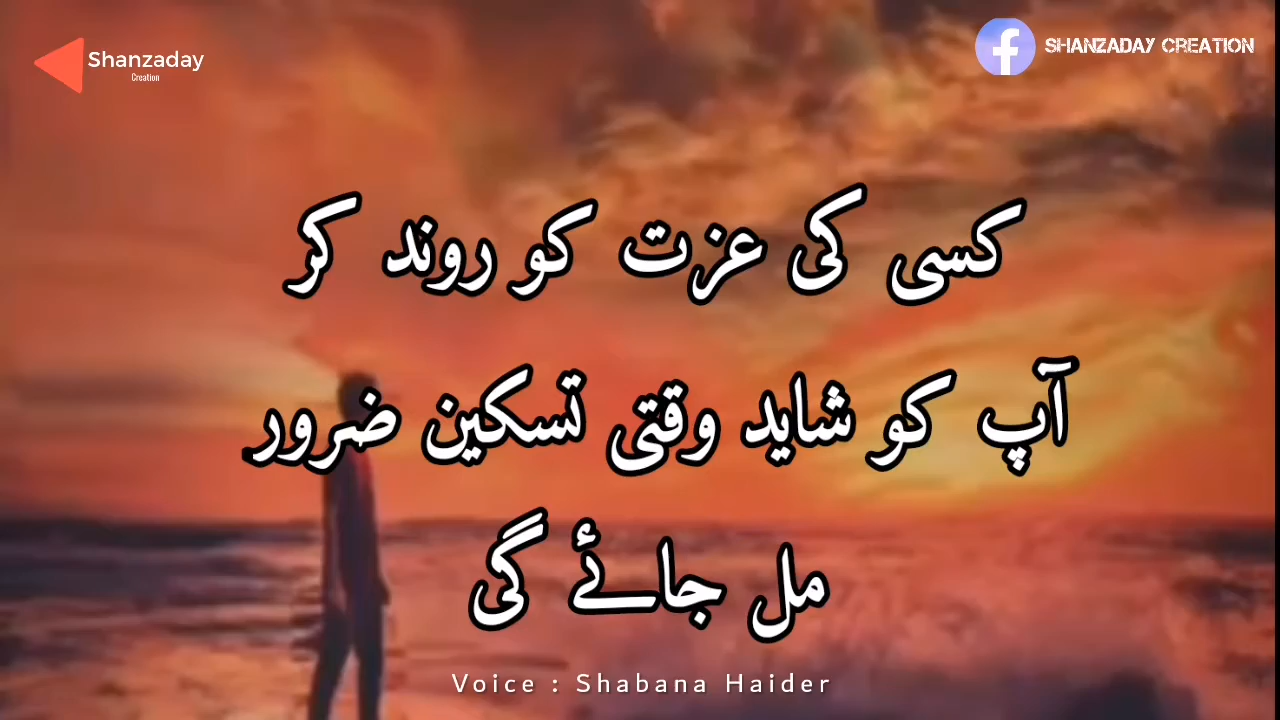 Shanzaday
Creation
SHANZADAY CREATION
کسی کی عزت کو روند کر
آپ کو شاید وقتی تسکین ضرور
مل جائے گی
Voice : Shabana Haider